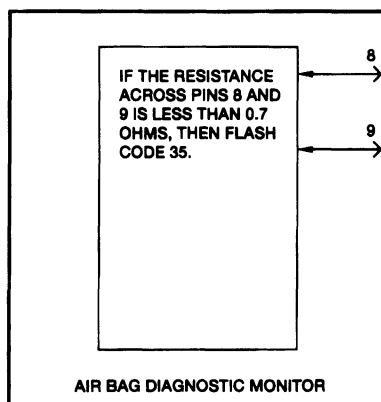 8
IF THE RESISTANCE
ACROSS PINS 8 AND
9 IS LESS THAN 0.7
OHMS, THEN FLASH
CODE 35.
9
AIR BAG DIAGNOSTIC MONITOR